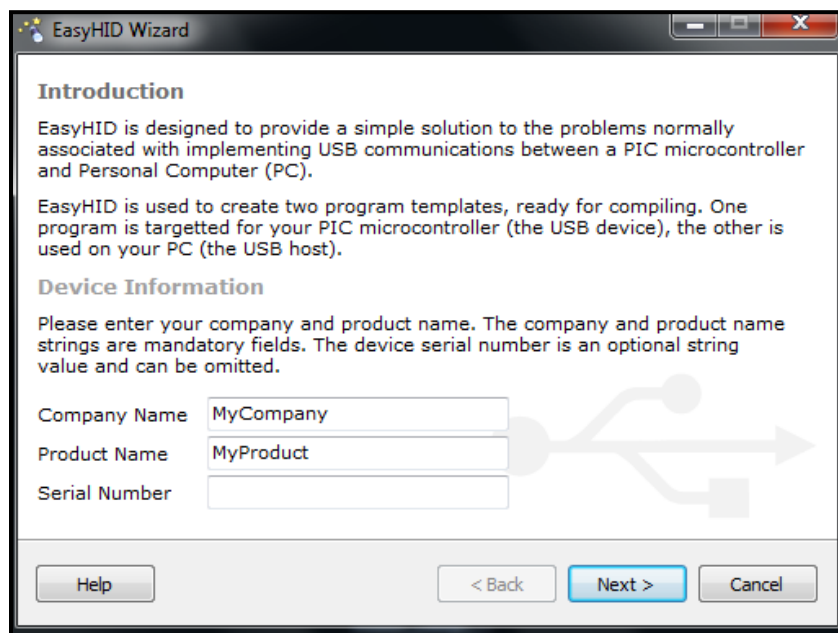 EasyHID Wizard
Introduction
EasyHID is designed to provide a simple solution to the problems normally
associated with implementing USB communications between a PIC microcontroller
and Personal Computer (PC).
EasyHID is used to create two program templates, ready for compiling. One
program is targetted for your PIC microcontroller (the USB device), the other is
used on your PC (the USB host).
Device Information
Please enter your company and product name. The company and product name
strings are mandatory fields. The device serial number is an optional string
value and can be omitted.
Company Name MyCompany
Product Name MyProduct
Serial Number
Help < Back Next > Cancel